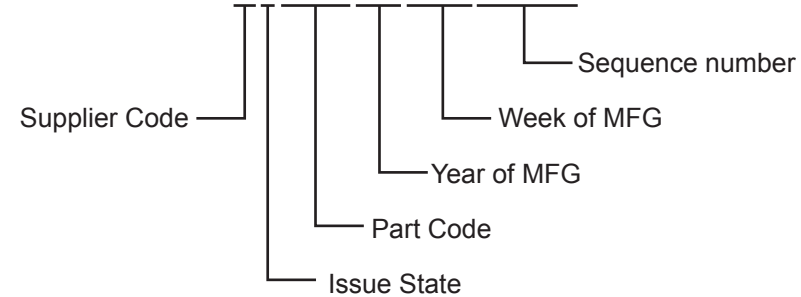 Sequence number
Supplier Code
Week of MFG
Year of MFG
Part Code
Issue State